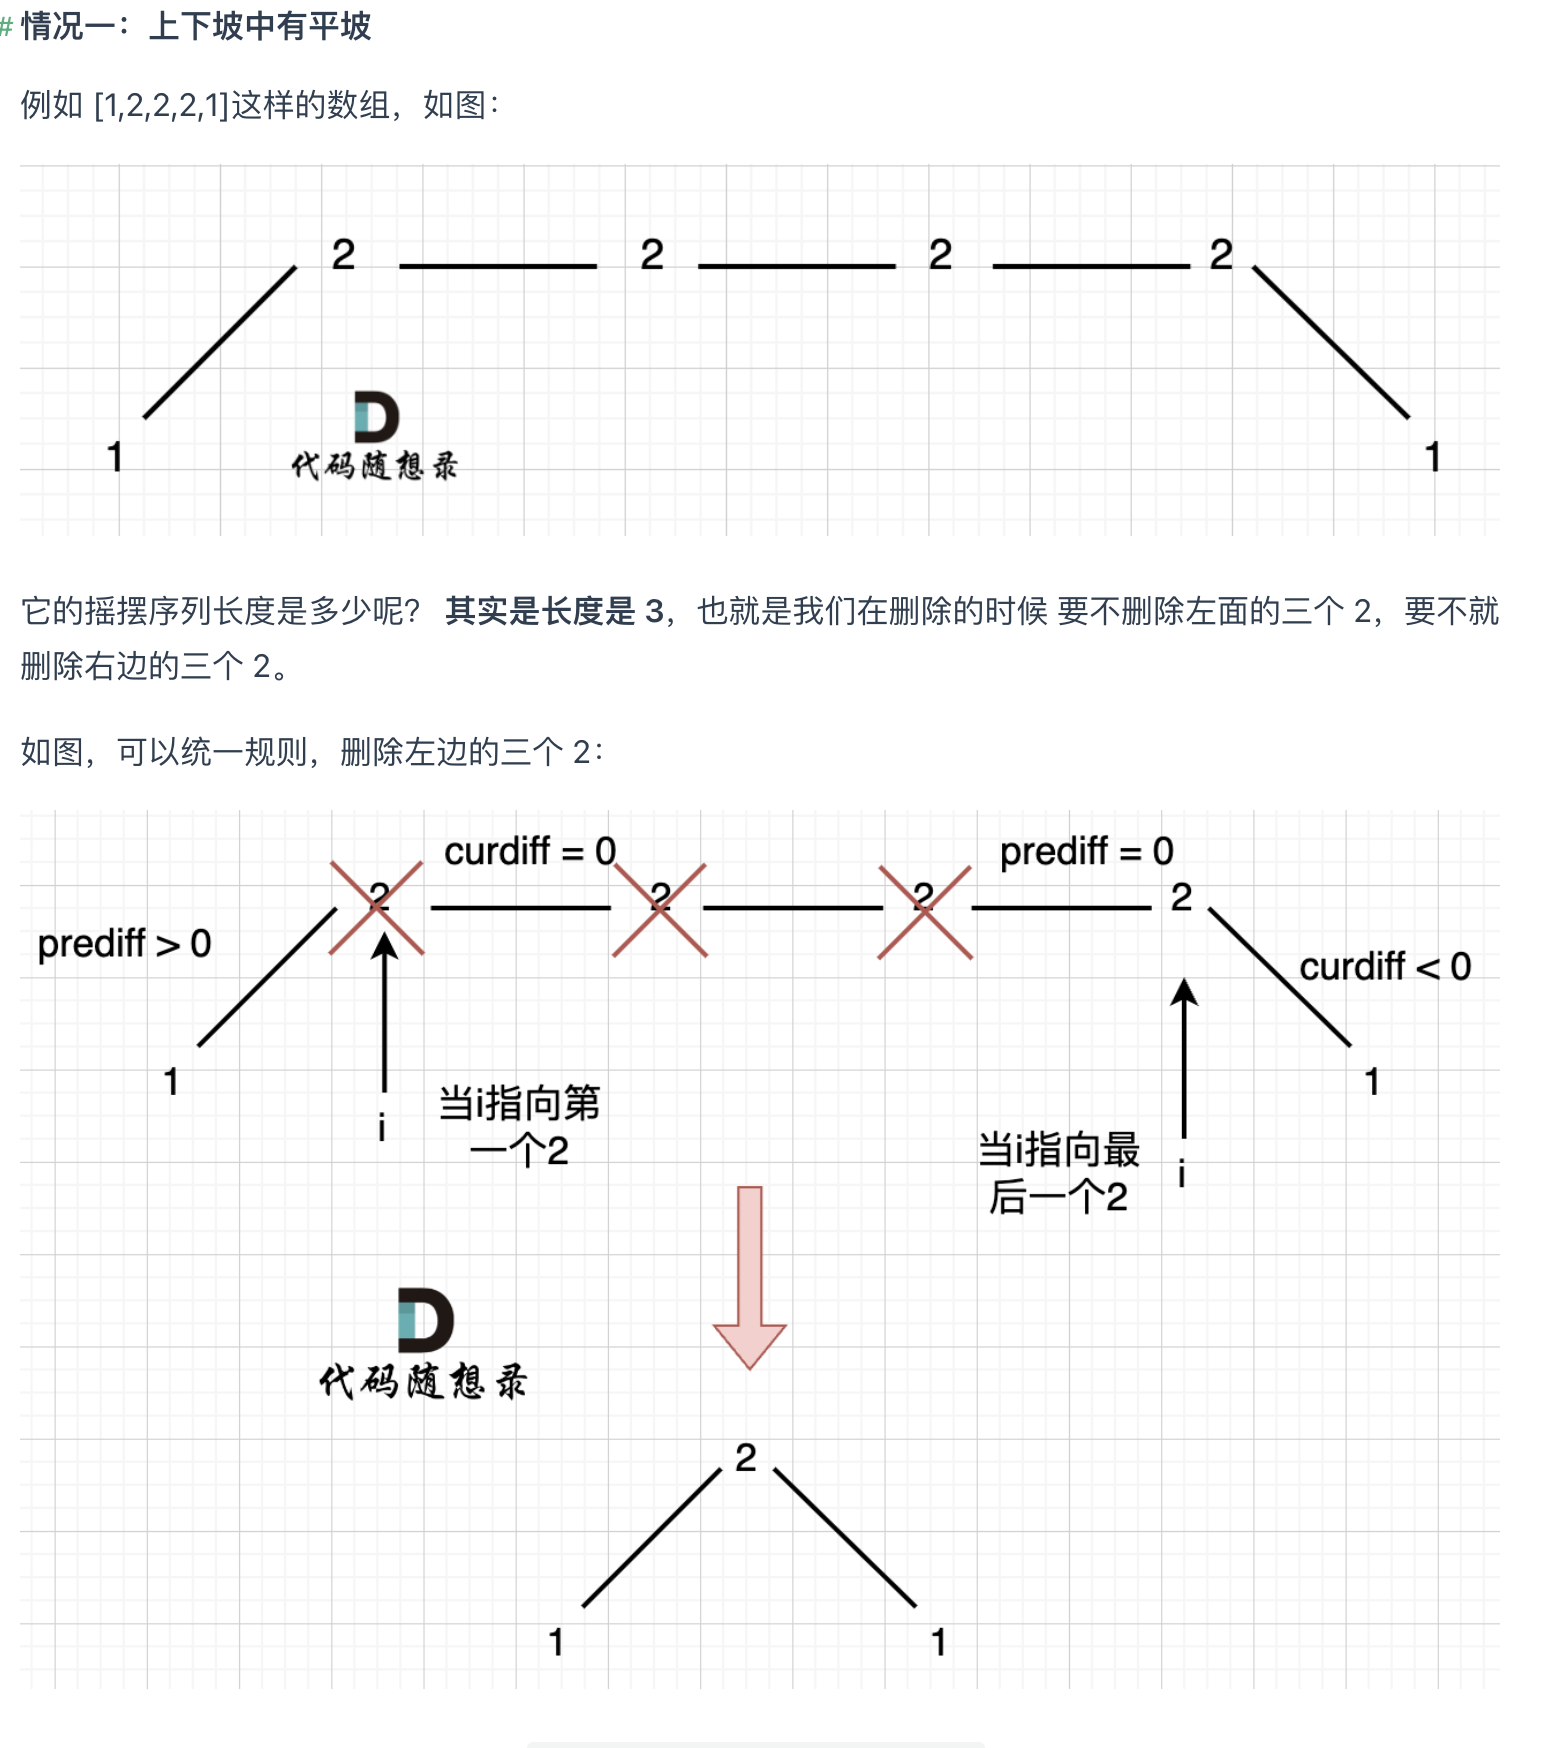 # 情况一：上下坡中有平坡
例如 [1,2,2,2,1]这样的数组，如图：
2 2 2 2
1 1
代码随想录
它的摇摆序列长度是多少呢？ 其实是长度是 3，也就是我们在删除的时候 要不删除左面的三个 2，要不就
删除右边的三个 2。
如图，可以统一规则，删除左边的三个 2：
curdiff = 0 prediff = 0
2 2 2 2
prediff > 0 curdiff < 0
1 1
当i指向第
一个2
i
当i指向最
后一个2
i
代码随想录
2
1 1